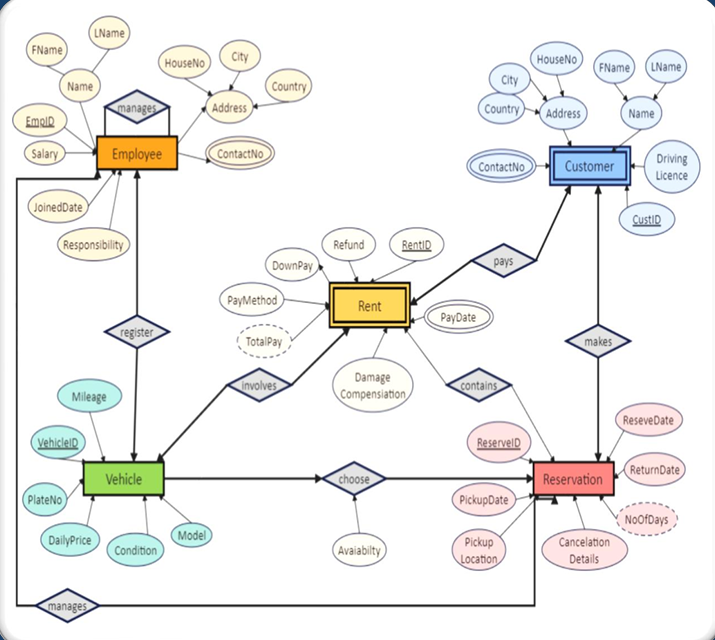 LName
FName
City
HouseNo
HouseNo
City
FName
LName
Name
Country
manages
Address
Country
Address
Name
EmpID
Salary
Employee
ContactNo
ContactNo
Customer
Driving
Licence
JoinedDate
Responsibility
CustID
Refund
RentID
DownPay
pays
PayMethod
Rent
PayDate
TotalPay
register
makes
involves
Damage
Compensiation
contains
Mileage
VehicleID
ReserveID
ReseveDate
Vehicle
choose
Reservation
ReturnDate
PlateNo
PickupDate
NoOfDays
DailyPrice
Condition
Model
Avaiabilty
Pickup
Location
Cancelation
Details
manages